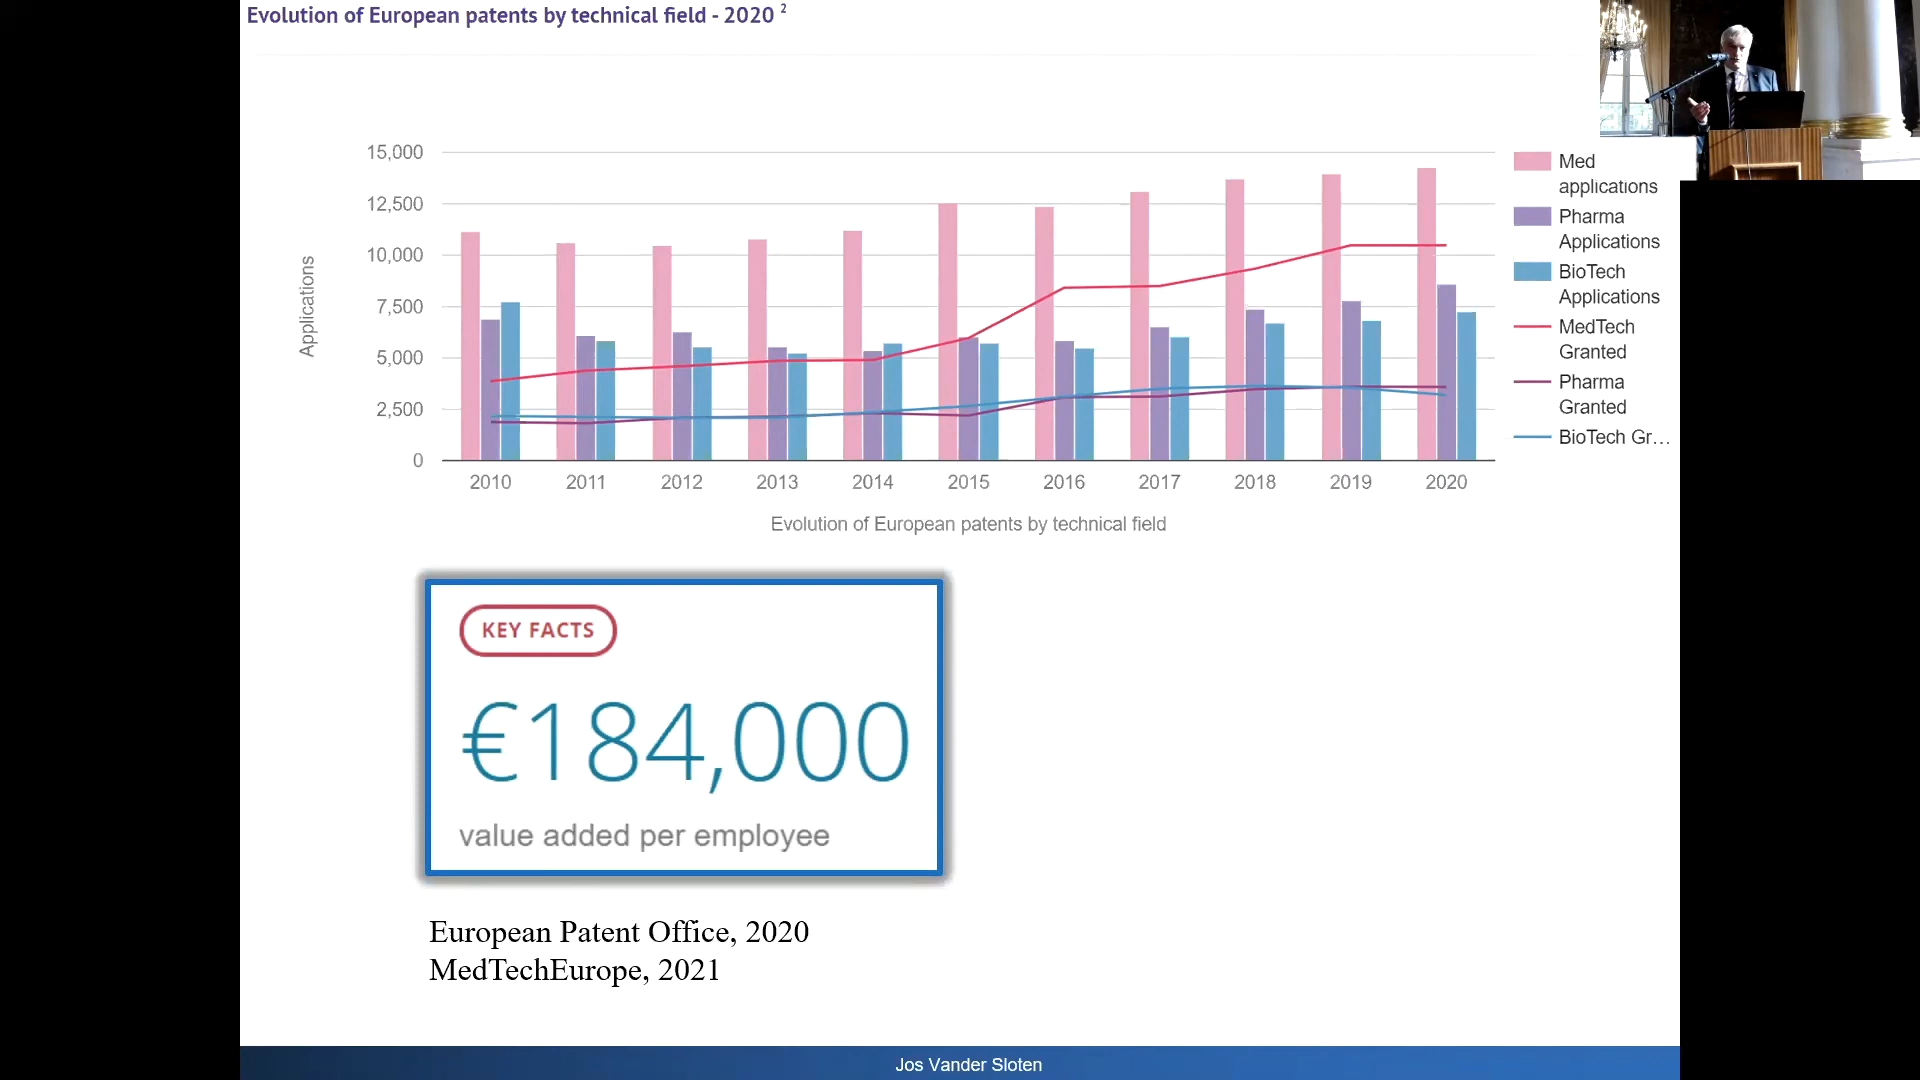 Evolution of European patents by technical field - 2020 2
Applications
15,000
12,500
10,000
7,500
5,000
2,500
0
2010 2011 2012 2013 2014 2015 2016 2017 2018 2019 2020
Evolution of European patents by technical field
Med
applications
Pharma
Applications
BioTech
Applications
MedTech
Granted
Pharma
Granted
BioTech Gr...
KEY FACTS
€184,000
value added per employee
European Patent Office, 2020
MedTechEurope, 2021
Jos Vander Sloten